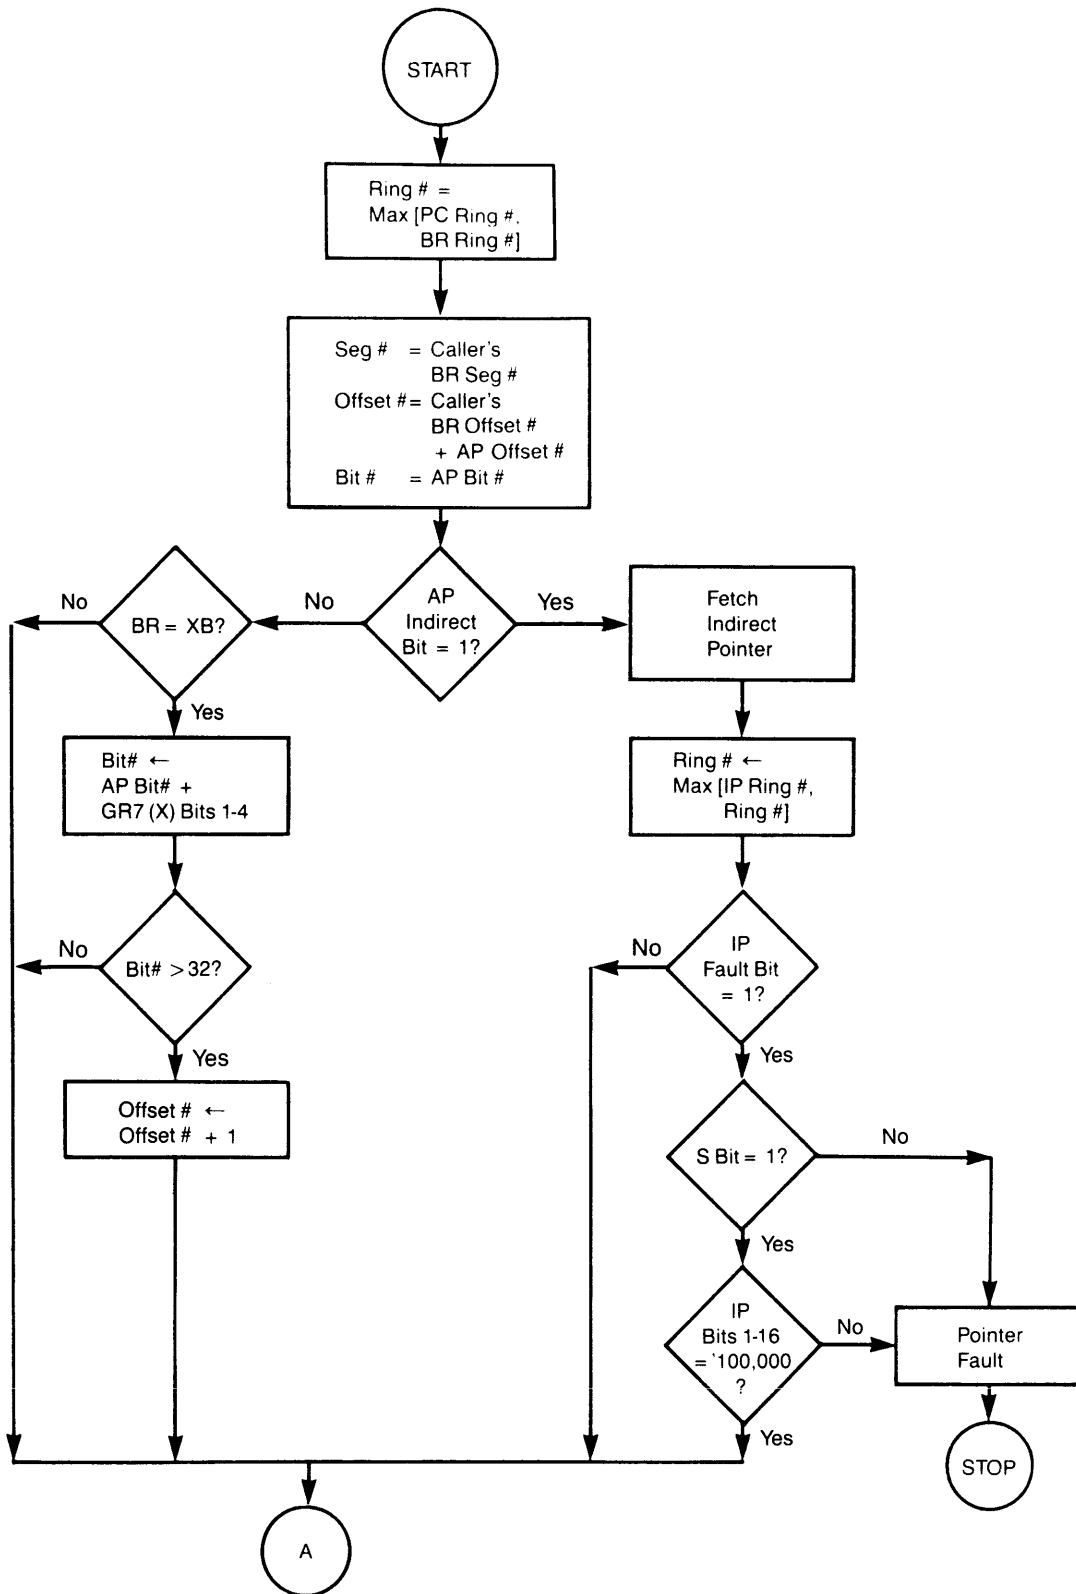 START
Ring # =
Max [PC Ring #,
BR Ring #]
Seg # = Caller's
BR Seg #
Offset # = Caller's
BR Offset #
+ AP Offset #
Bit # = AP Bit #
AP
Indirect
Bit = 1?
No
Yes
BR = XB?
No
Yes
Fetch
Indirect
Pointer
Bit# ←
AP Bit# +
GR7 (X) Bits 1-4
Ring # ←
Max [IP Ring #,
Ring #]
Bit# > 32?
No
Yes
IP
Fault Bit
= 1?
No
Yes
Offset # ←
Offset # + 1
S Bit = 1?
No
Yes
IP
Bits 1-16
= '100,000
?
No
Yes
Pointer
Fault
STOP
A